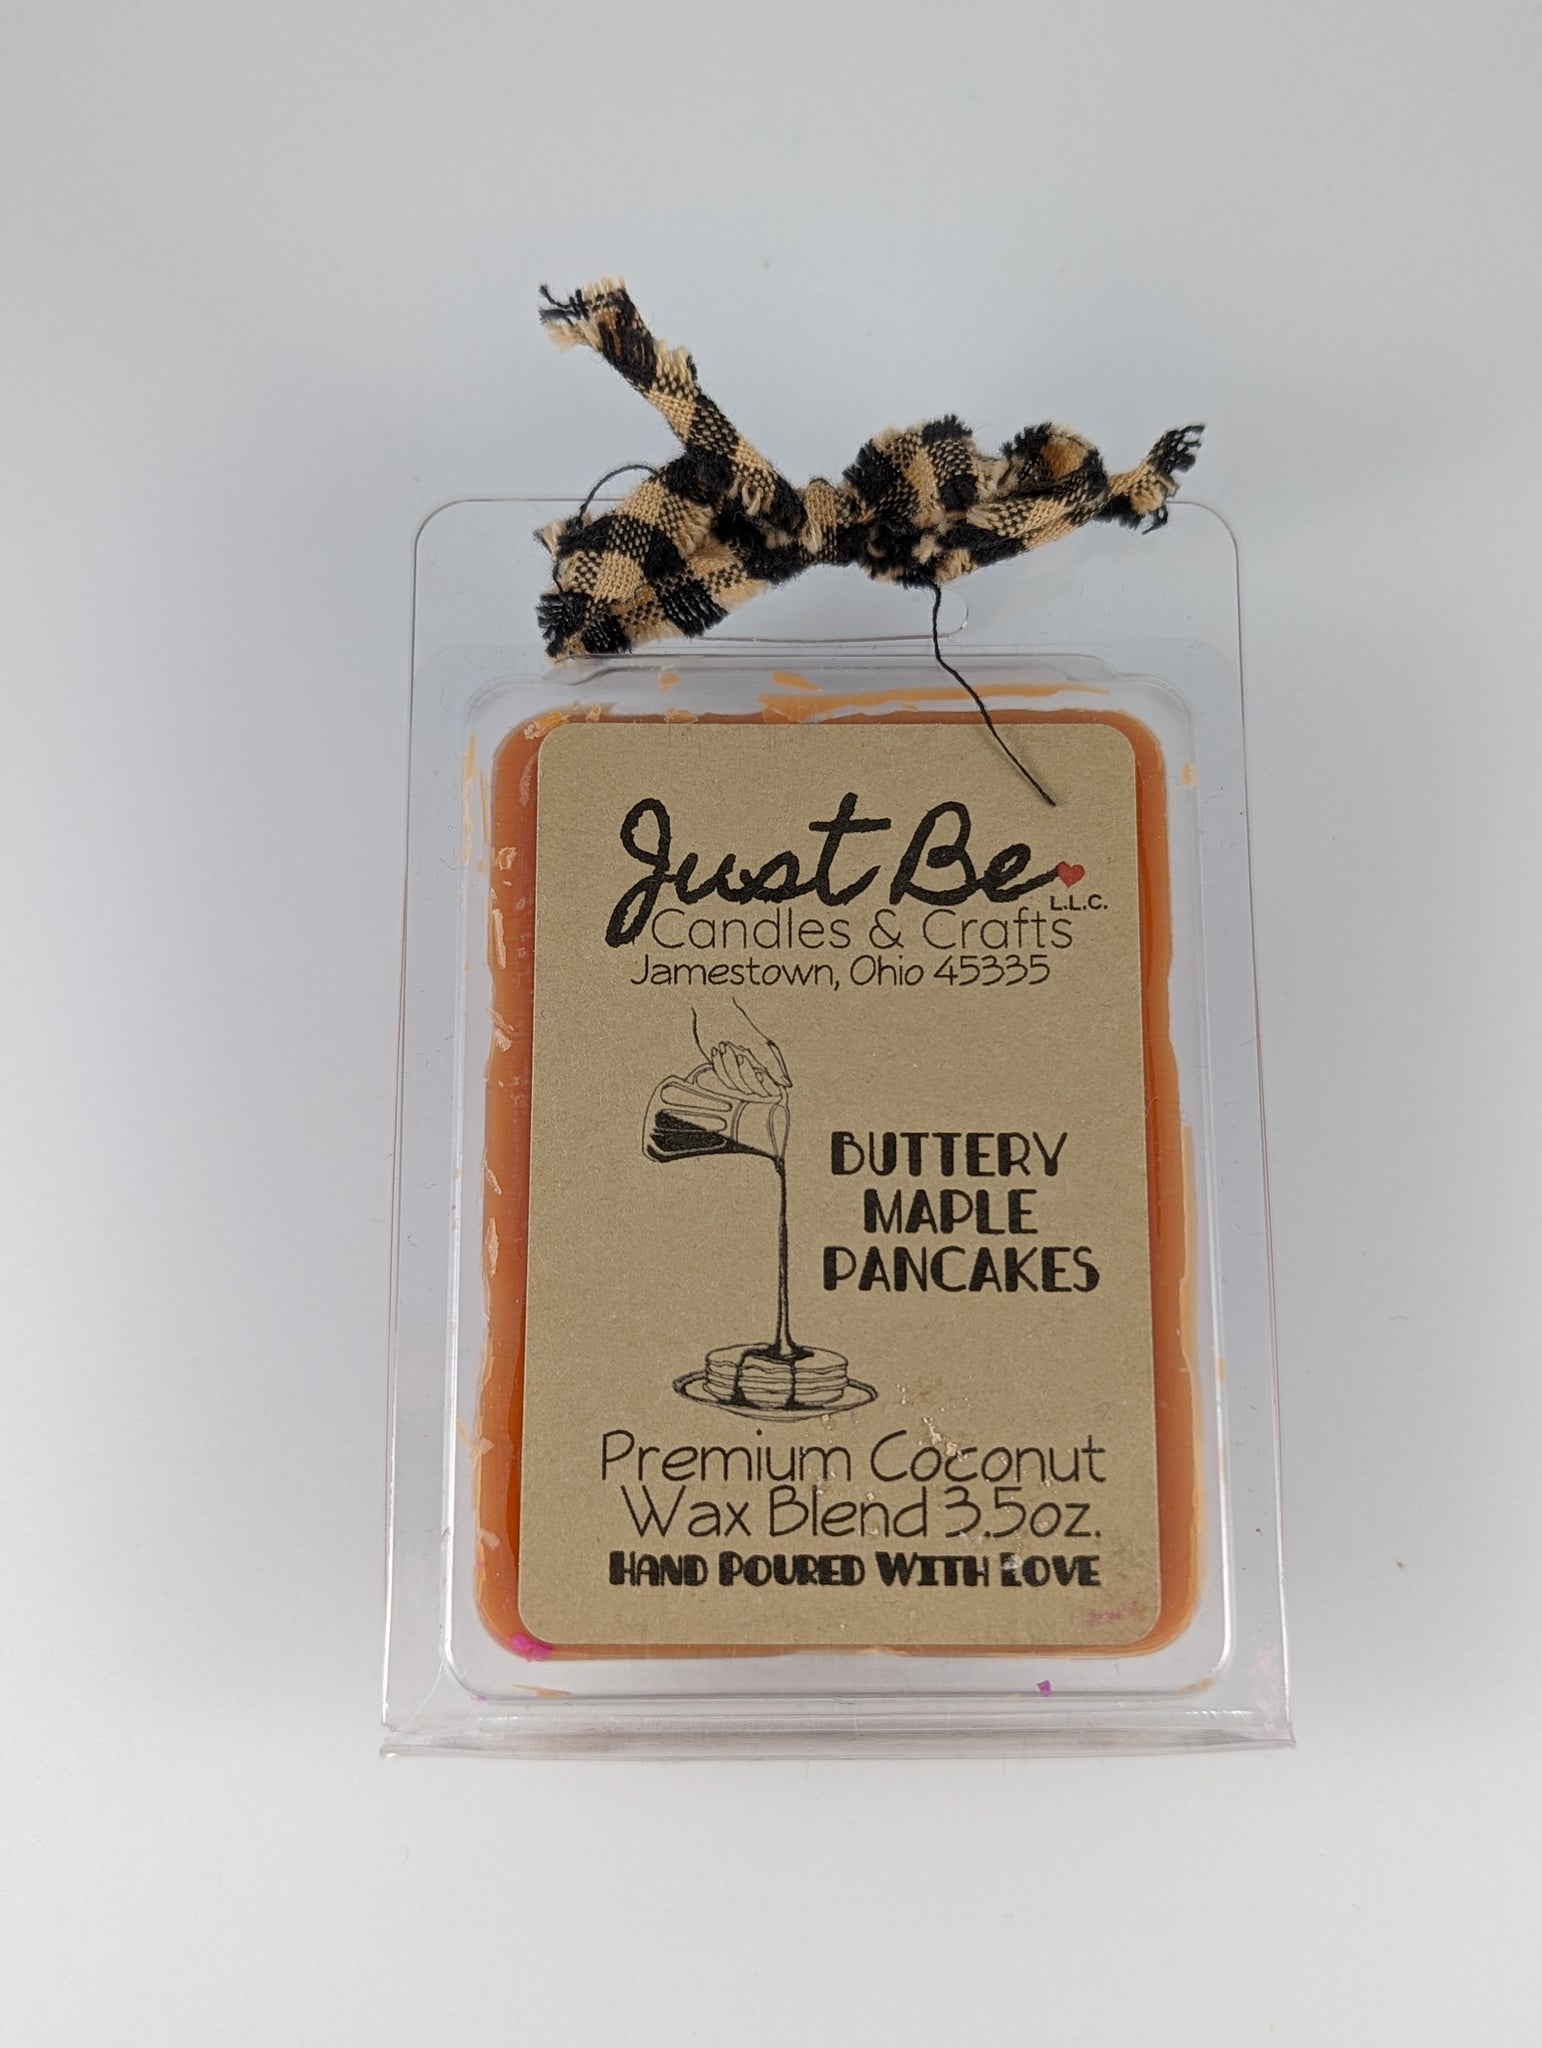 Just Be
L.L.C.
Candles & Crafts
Jamestown, Ohio 45335
BUTTERY
MAPLE
PANCAKES
Premium Coconut
Wax Blend 3.5oz.
HAND POURED WITH LOVE